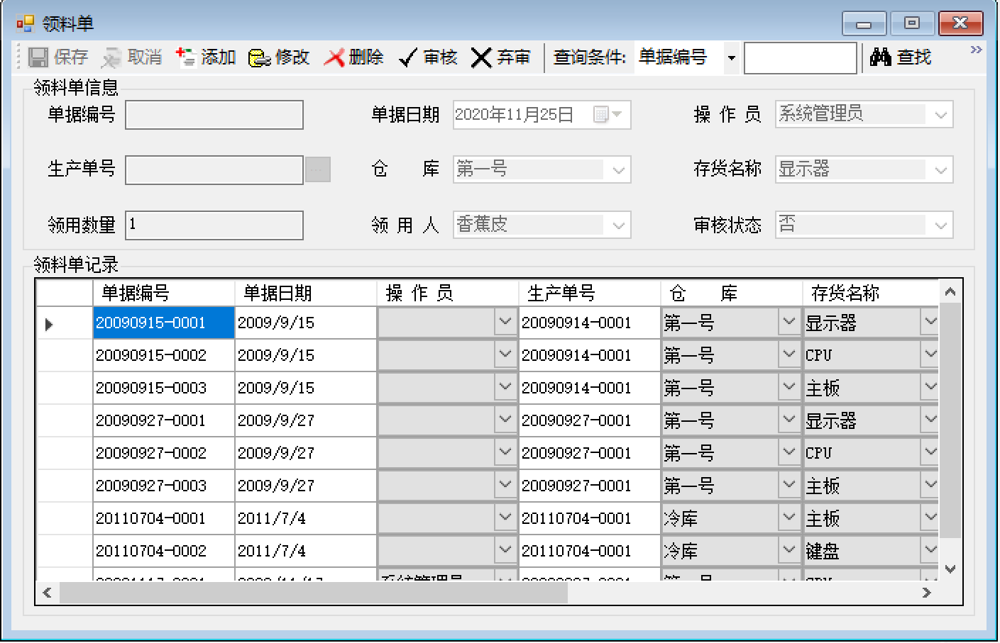 领料单
保存 取消 添加 修改 删除 审核 弃审 查询条件: 单据编号 查找
领料单信息
单据编号 单据日期 2020年11月25日 操 作 员 系统管理员
生产单号 仓 库 第一号 存货名称 显示器
领用数量 1 领 用 人 香蕉皮 审核状态 否
领料单记录
单据编号 单据日期 操 作 员 生产单号 仓 库 存货名称
20090915-0001 2009/9/15 20090914-0001 第一号 显示器
20090915-0002 2009/9/15 20090914-0001 第一号 CPU
20090915-0003 2009/9/15 20090914-0001 第一号 主板
20090927-0001 2009/9/27 20090927-0001 第一号 显示器
20090927-0002 2009/9/27 20090927-0001 第一号 CPU
20090927-0003 2009/9/27 20090927-0001 第一号 主板
20110704-0001 2011/7/4 20110704-0001 冷库 主板
20110704-0002 2011/7/4 20110704-0001 冷库 键盘
系统管理员 第一号 CPU